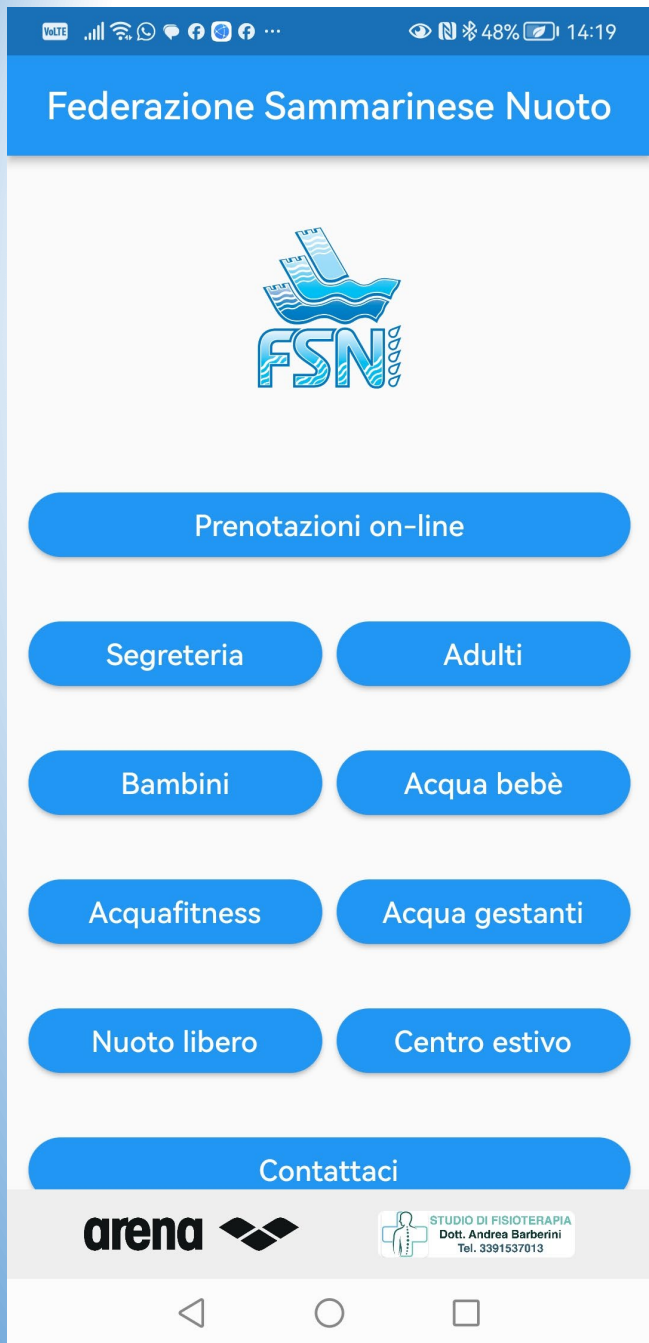 VoLTE 48% 14:19
Federazione Sammarinese Nuoto
FSN
Prenotazioni on-line
Segreteria Adulti
Bambini Acqua bebè
Acquafitness Acqua gestanti
Nuoto libero Centro estivo
Contattaci
arena
STUDIO DI FISIOTERAPIA
Dott. Andrea Barberini
Tel. 3391537013